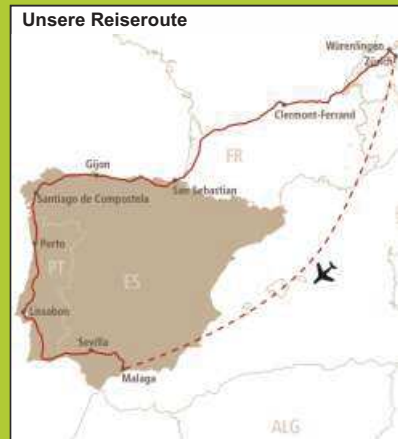 Unsere Reiseroute
Würenlingen
Zürich
Clermont-Ferrand
FR
Gijon
San Sebastian
Santiago de Compostela
Porto
PT
ES
Lissabon
Sevilla
Malaga
ALG